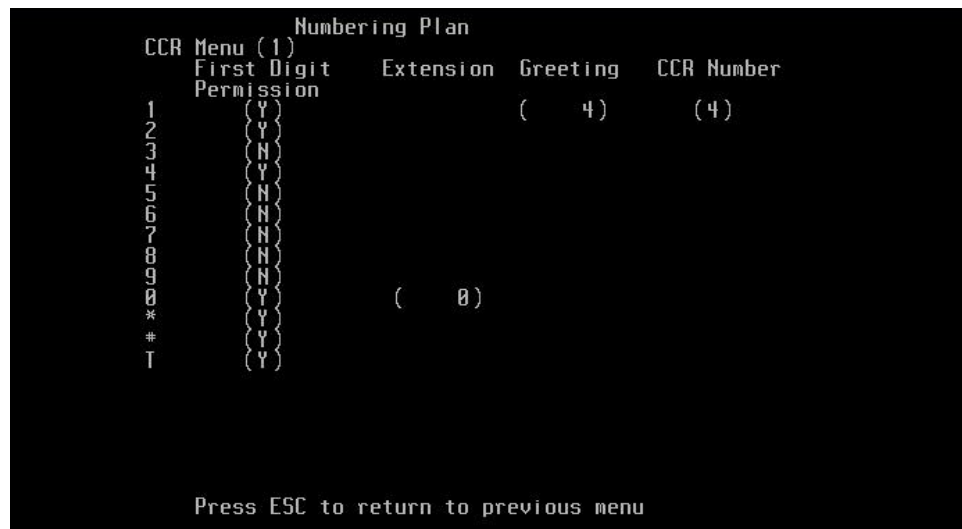 Numbering Plan
CCR Menu (1)
First Digit Extension Greeting CCR Number
Permission
1 (Y) ( 4) (4)
2 (Y)
3 (N)
4 (Y)
5 (N)
6 (N)
7 (N)
8 (N)
9 (N)
0 (Y) ( 0)
* (Y)
# (Y)
T (Y)
Press ESC to return to previous menu